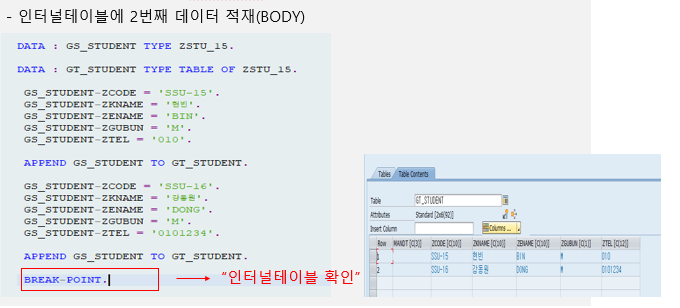 - 인터널테이블에 2번째 데이터 적재(BODY)
DATA : GS_STUDENT TYPE ZSTU_15.
DATA : GT_STUDENT TYPE TABLE OF ZSTU_15.
GS_STUDENT-ZCODE = 'SSU-15'.
GS_STUDENT-ZKNAME = '현빈'.
GS_STUDENT-ZENAME = 'BIN'.
GS_STUDENT-ZGUBUN = 'M'.
GS_STUDENT-ZTEL = '010'.
APPEND GS_STUDENT TO GT_STUDENT.
GS_STUDENT-ZCODE = 'SSU-16'.
GS_STUDENT-ZKNAME = '강동원'.
GS_STUDENT-ZENAME = 'DONG'.
GS_STUDENT-ZGUBUN = 'M'.
GS_STUDENT-ZTEL = '0101234'.
APPEND GS_STUDENT TO GT_STUDENT.
BREAK-POINT.
"인터널테이블 확인"
Tables Table Contents
Table GT_STUDENT
Attributes Standard [2x6(92)]
Insert Column Columns ...
Row MANDT [C(3)] ZCODE [C(10)] ZKNAME [C(10)] ZENAME [C(10)] ZGUBUN [C(1)] ZTEL [C(12)]
1 SSU-15 현빈 BIN M 010
2 SSU-16 강동원 DONG M 0101234